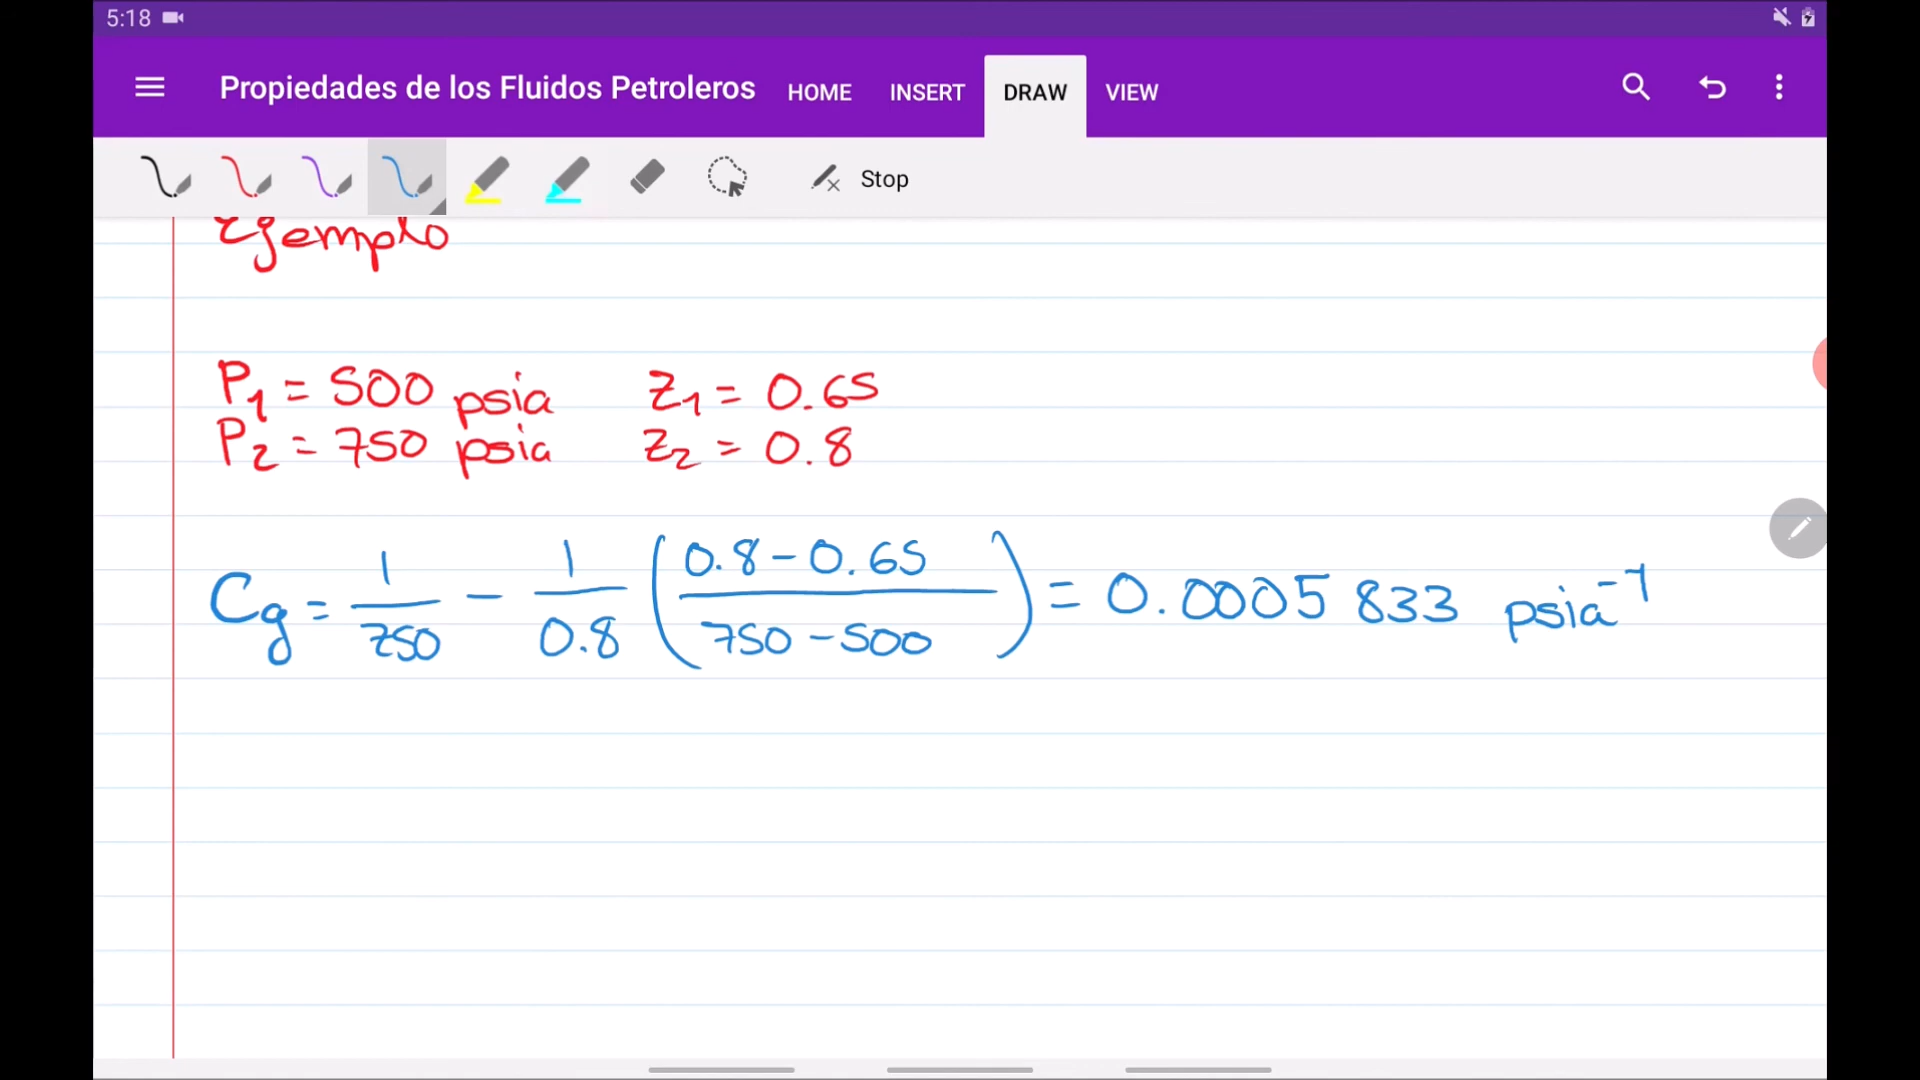 5:18
Propiedades de los Fluidos Petroleros HOME INSERT DRAW VIEW
Stop
Ejemplo
P1 = 500 psia Z1 = 0.65
P2 = 750 psia Z2 = 0.8
Cg = 1/750 - 1/0.8 (0.8-0.65/750-500) = 0.0005833 psia⁻¹